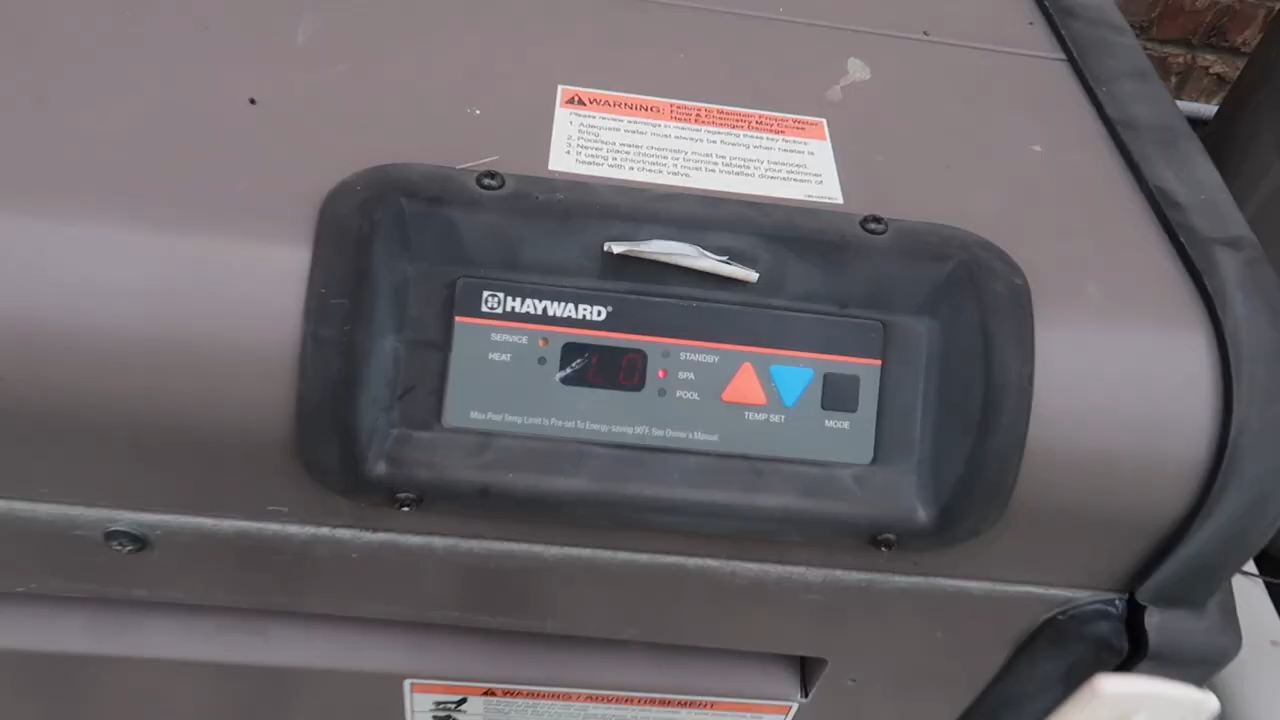 WARNING: Failure to Maintain Proper Water
Flow & Chemistry May Cause
Heat Exchanger Damage
Please review warnings in manual regarding these key factors:
1. Adequate water must always be flowing when heater is
firing.
2. Pool/spa water chemistry must be properly balanced.
3. Never place chlorine or bromine tablets in your skimmer
4. If using a chlorinator, it must be installed downstream of
heater with a check valve.
HAYWARD®
SERVICE
HEAT
LO
STANDBY
SPA
POOL
TEMP SET
MODE
Max Pool Temp Limit Is Pre-set To Energy-saving 90°F. See Owner's Manual.
WARNING / ADVERTISSEMENT